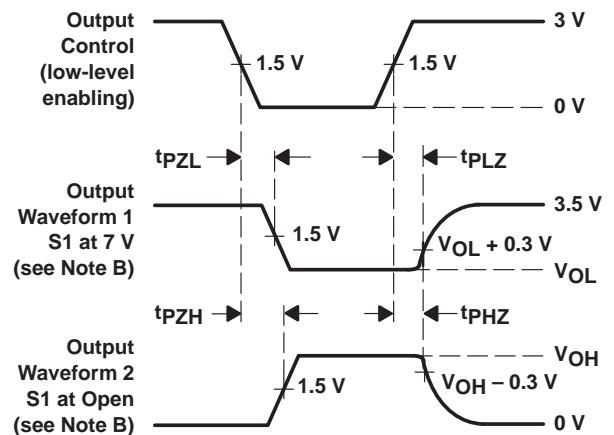 Output
Control
(low-level
enabling)
3 V
1.5 V
1.5 V
0 V
tPZL
tPLZ
Output
Waveform 1
S1 at 7 V
(see Note B)
3.5 V
1.5 V
VOL + 0.3 V
VOL
tPZH
tPHZ
Output
Waveform 2
S1 at Open
(see Note B)
VOH
1.5 V
VOH – 0.3 V
0 V